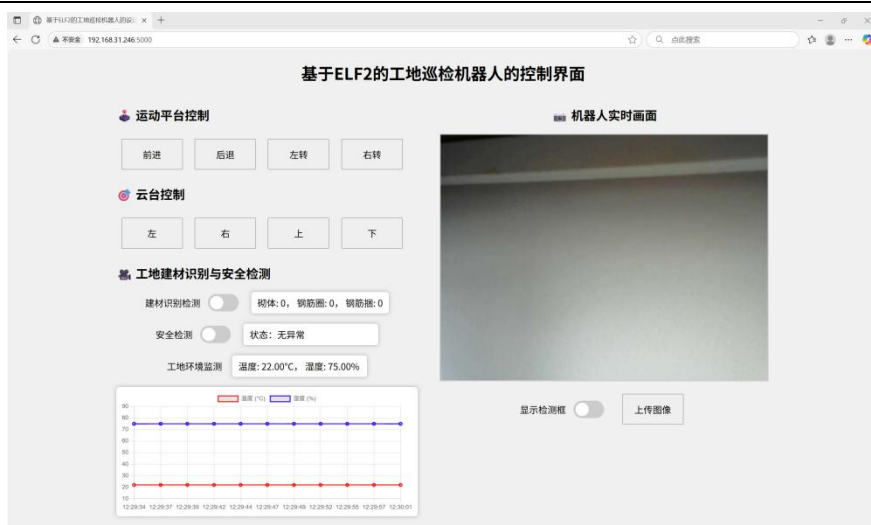 基于ELF2的工地巡检机器人的设:
不安全 192.168.31.246:5000
点此搜索
基于ELF2的工地巡检机器人的控制界面
运动平台控制
前进 后退 左转 右转
云台控制
左 右 上 下
工地建材识别与安全检测
建材识别检测 砌体: 0， 钢筋圈: 0， 钢筋捆: 0
安全检测 状态：无异常
工地环境监测 温度: 22.00°C， 湿度: 75.00%
温度 (°C) 湿度 (%)
90
80
70
60
50
40
30
20
10
12:29:34 12:29:37 12:29:39 12:29:42 12:29:44 12:29:47 12:29:49 12:29:52 12:29:55 12:29:57 12:30:01
机器人实时画面
显示检测框 上传图像